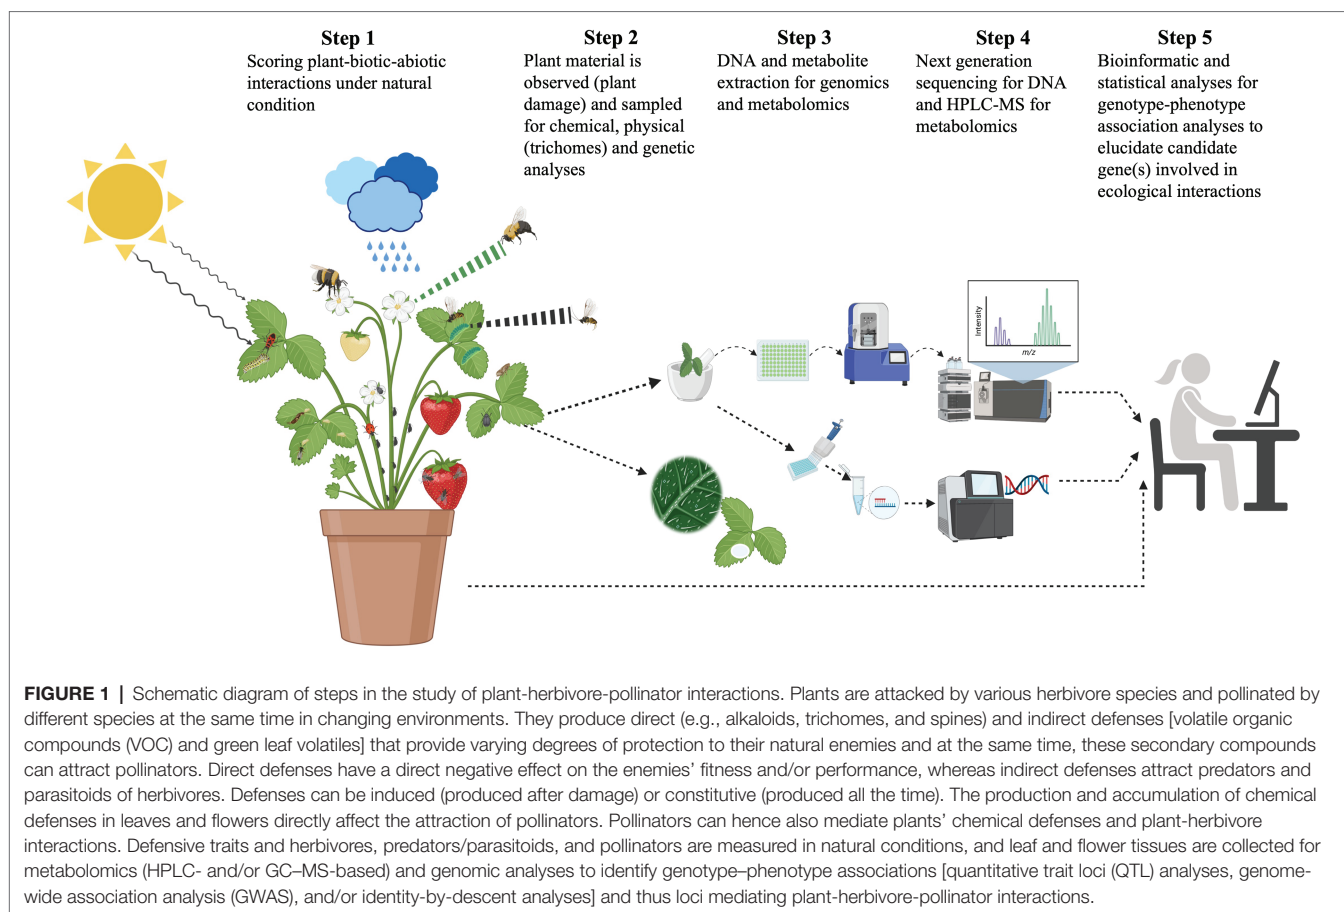 Step 1
Scoring plant-biotic-abiotic
interactions under natural
condition
Step 2
Plant material is
observed (plant
damage) and sampled
for chemical, physical
(trichomes) and genetic
analyses
Step 3
DNA and metabolite
extraction for genomics
and metabolomics
Step 4
Next generation
sequencing for DNA
and HPLC-MS for
metabolomics
Step 5
Bioinformatic and
statistical analyses for
genotype-phenotype
association analyses to
elucidate candidate
gene(s) involved in
ecological interactions
Intensity
m/z
FIGURE 1 | Schematic diagram of steps in the study of plant-herbivore-pollinator interactions. Plants are attacked by various herbivore species and pollinated by
different species at the same time in changing environments. They produce direct (e.g., alkaloids, trichomes, and spines) and indirect defenses [volatile organic
compounds (VOC) and green leaf volatiles] that provide varying degrees of protection to their natural enemies and at the same time, these secondary compounds
can attract pollinators. Direct defenses have a direct negative effect on the enemies’ fitness and/or performance, whereas indirect defenses attract predators and
parasitoids of herbivores. Defenses can be induced (produced after damage) or constitutive (produced all the time). The production and accumulation of chemical
defenses in leaves and flowers directly affect the attraction of pollinators. Pollinators can hence also mediate plants’ chemical defenses and plant-herbivore
interactions. Defensive traits and herbivores, predators/parasitoids, and pollinators are measured in natural conditions, and leaf and flower tissues are collected for
metabolomics (HPLC- and/or GC–MS-based) and genomic analyses to identify genotype–phenotype associations [quantitative trait loci (QTL) analyses, genome-
wide association analysis (GWAS), and/or identity-by-descent analyses] and thus loci mediating plant-herbivore-pollinator interactions.